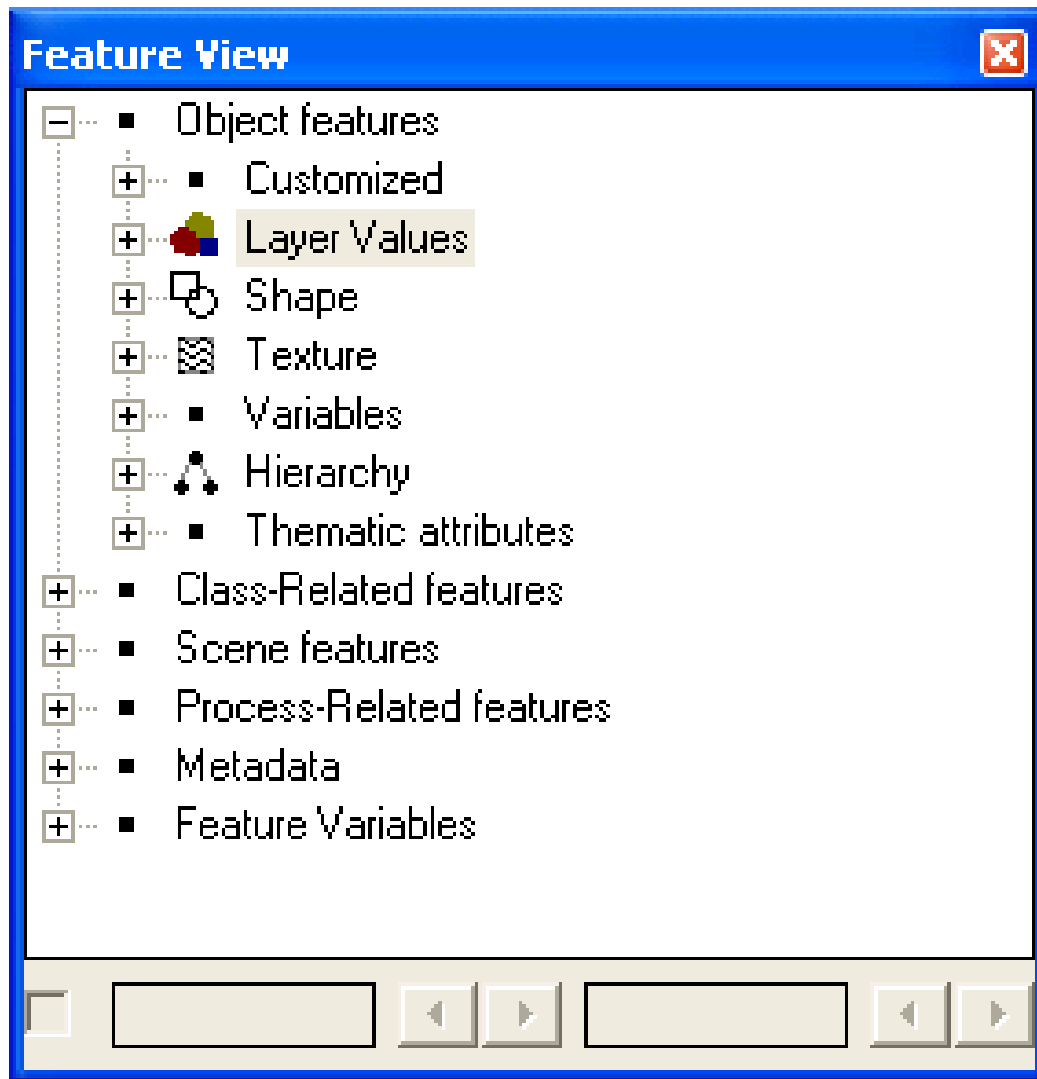 Feature View
Object features
Customized
Layer Values
Shape
Texture
Variables
Hierarchy
Thematic attributes
Class-Related features
Scene features
Process-Related features
Metadata
Feature Variables